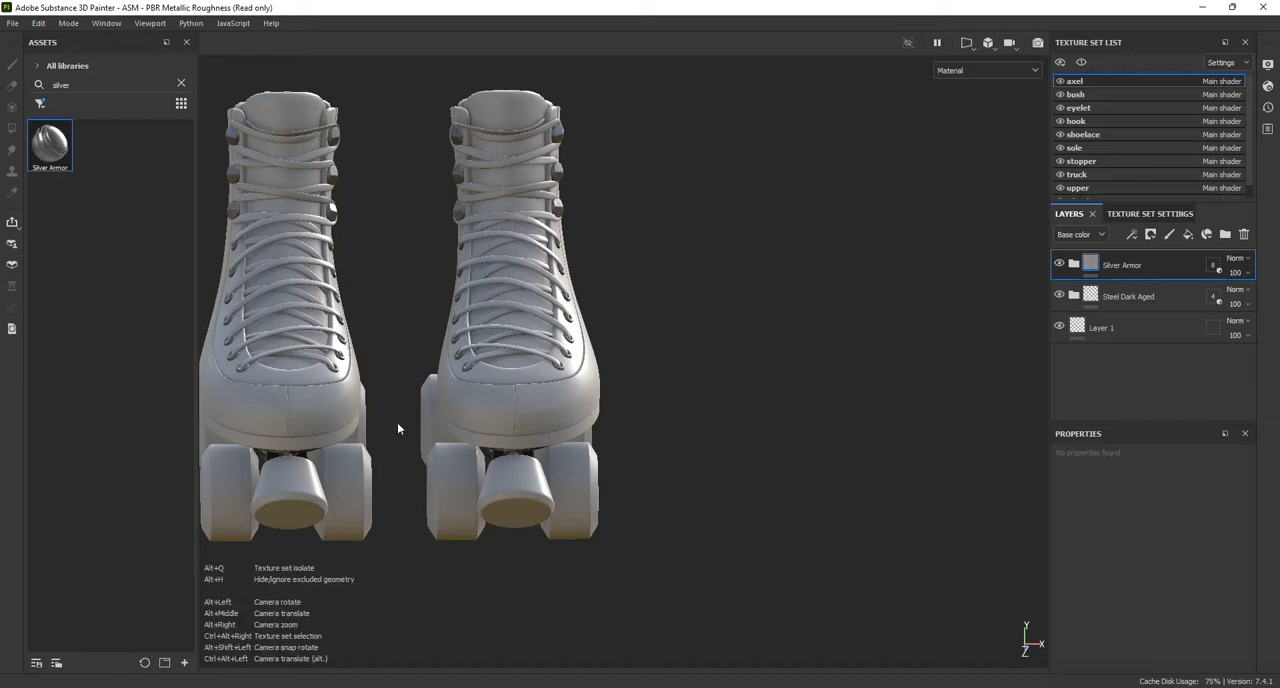 Pt Adobe Substance 3D Painter - ASM - PBR Metallic Roughness (Read only)
File Edit Mode Window Viewport Python JavaScript Help
ASSETS
All libraries
silver
Silver Armor
Material
Alt+Q Texture set isolate
Alt+H Hide/Ignore excluded geometry
Alt+Left Camera rotate
Alt+Middle Camera translate
Alt+Right Camera zoom
Ctrl+Alt+Right Texture set selection
Alt+Shift+Left Camera snap rotate
Ctrl+Alt+Left Camera translate (alt.)
Y
X
Z
TEXTURE SET LIST
Settings
axel Main shader
bush Main shader
eyelet Main shader
hook Main shader
shoelace Main shader
sole Main shader
stopper Main shader
truck Main shader
upper Main shader
LAYERS TEXTURE SET SETTINGS
Base color
Silver Armor 8 Norm 100
Steel Dark Aged 4 Norm 100
Layer 1 Norm 100
PROPERTIES
No properties found
Cache Disk Usage: 75% | Version: 7.4.1